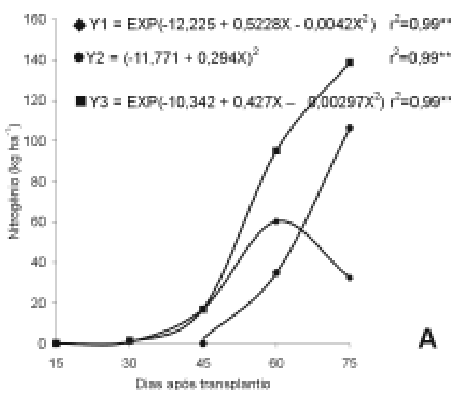 160
◆ Y1 = EXP(-12,225 + 0,5228X - 0,0042X²) r²=0,99**
140
● Y2 = (-11,771 + 0,294X)² r²=0,99**
120
■ Y3 = EXP(-10,342 + 0,427X – 0,00297X²) r²=0,99**
100
80
60
40
20
0
Nitrogênio (kg ha⁻¹)
15 30 45 60 75
Dias após transplantio
A